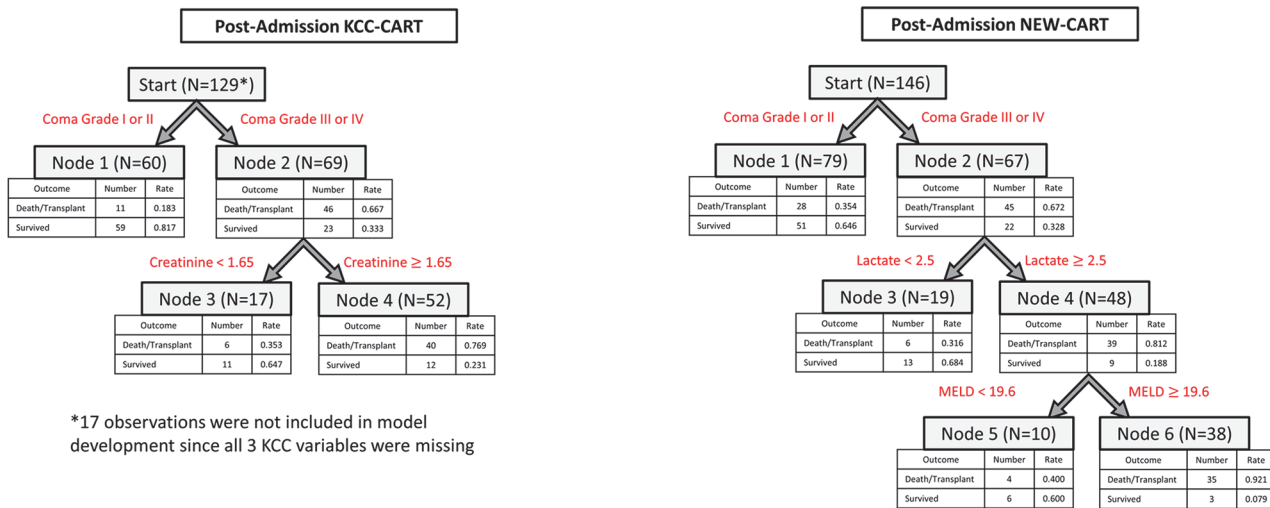 Post-Admission KCC-CART
Start (N=129*)
Coma Grade I or II
Coma Grade III or IV
Node 1 (N=60)
Outcome Number Rate
Death/Transplant 11 0.183
Survived 59 0.817
Node 2 (N=69)
Outcome Number Rate
Death/Transplant 46 0.667
Survived 23 0.333
Creatinine < 1.65
Creatinine ≥ 1.65
Node 3 (N=17)
Outcome Number Rate
Death/Transplant 6 0.353
Survived 11 0.647
Node 4 (N=52)
Outcome Number Rate
Death/Transplant 40 0.769
Survived 12 0.231
*17 observations were not included in model
development since all 3 KCC variables were missing
Post-Admission NEW-CART
Start (N=146)
Coma Grade I or II
Coma Grade III or IV
Node 1 (N=79)
Outcome Number Rate
Death/Transplant 28 0.354
Survived 51 0.646
Node 2 (N=67)
Outcome Number Rate
Death/Transplant 45 0.672
Survived 22 0.328
Lactate < 2.5
Lactate ≥ 2.5
Node 3 (N=19)
Outcome Number Rate
Death/Transplant 6 0.316
Survived 13 0.684
Node 4 (N=48)
Outcome Number Rate
Death/Transplant 39 0.812
Survived 9 0.188
MELD < 19.6
MELD ≥ 19.6
Node 5 (N=10)
Outcome Number Rate
Death/Transplant 4 0.400
Survived 6 0.600
Node 6 (N=38)
Outcome Number Rate
Death/Transplant 35 0.921
Survived 3 0.079